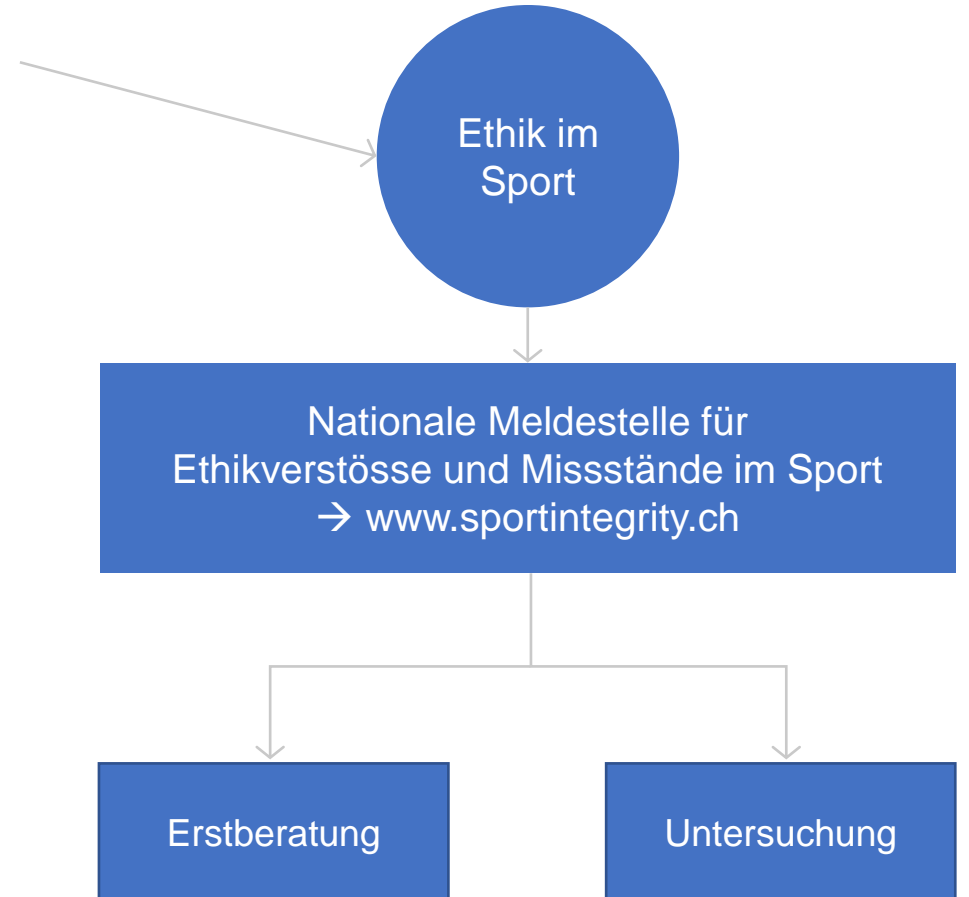 Ethik im
Sport
Nationale Meldestelle für
Ethikverstösse und Missstände im Sport
→ www.sportintegrity.ch
Erstberatung
Untersuchung